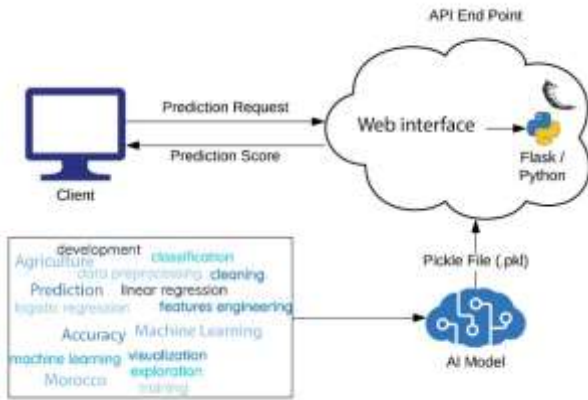 API End Point
Prediction Request
Web interface
Prediction Score
Flask /
Python
Client
development
Agriculture
classification
data preprocessing
cleaning
Pickle File (.pkl)
Prediction
linear regression
logistic regression
features engineering
Accuracy
Machine Learning
machine learning
visualization
AI Model
exploration
Morocco
training